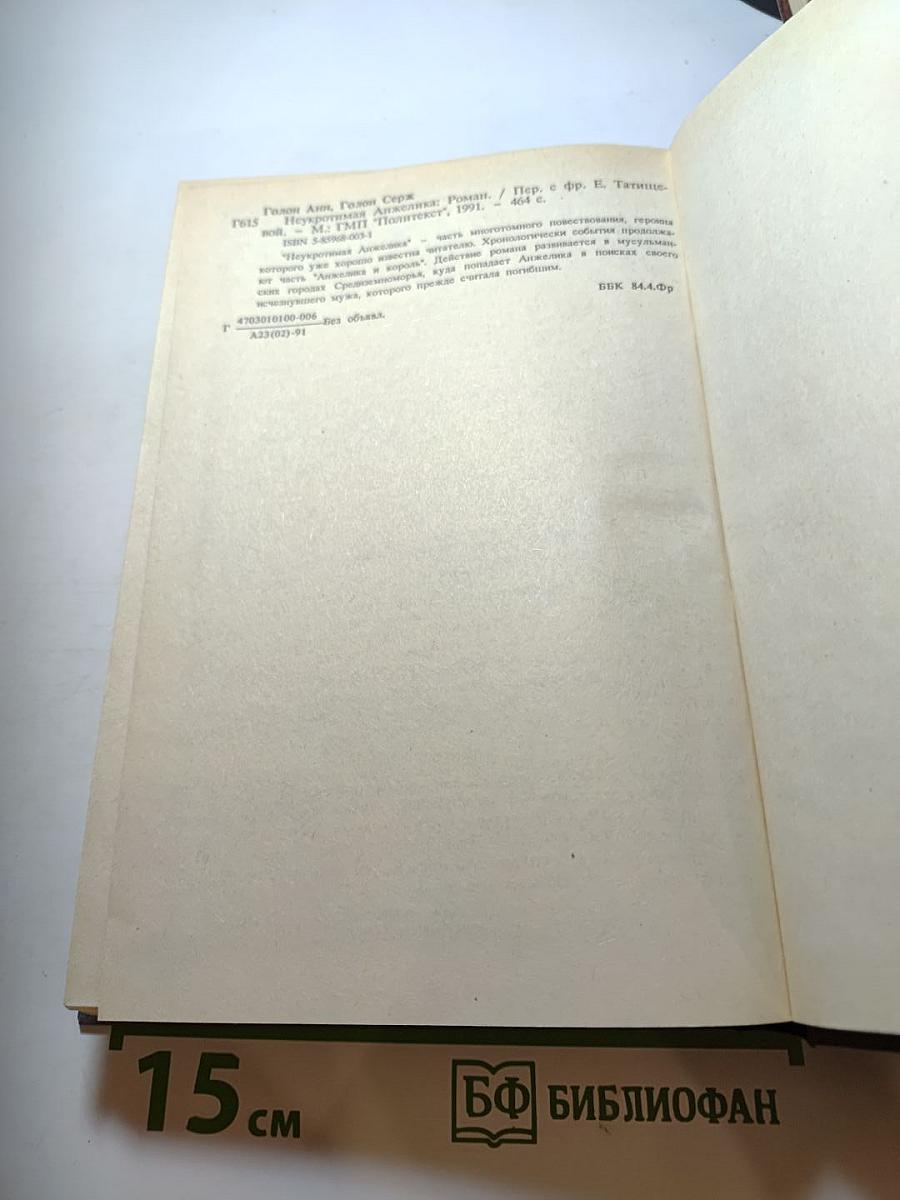 Голон Анн, Голон Серж
Г615 Неукротимая Анжелика: Роман. / Пер. с фр. Е. Татище-
вой. – М.: ГМП "Политекст", 1991. – 464 с.
ISBN 5-85968-003-1
"Неукротимая Анжелика" – часть многотомного повествования, героиня
которого уже хорошо известна читателю. Хронологически события продолжа-
ют часть "Анжелика и король". Действие романа развивается в мусульман-
ских городах Средиземноморья, куда попадает Анжелика в поисках своего
исчезнувшего мужа, которого прежде считала погибшим.
Г 4703010100-006 Без объявл.
А23(02)-91
ББК 84.4.Фр
15 см
БФ БИБЛИОФАН